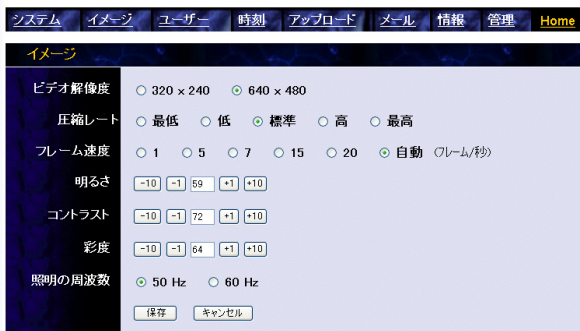 システム イメージ ユーザー 時刻 アップロード メール 情報 管理 Home
イメージ
ビデオ解像度 320 x 240 640 x 480
圧縮レート 最低 低 標準 高 最高
フレーム速度 1 5 7 15 20 自動 (フレーム/秒)
明るさ -10 -1 59 +1 +10
コントラスト -10 -1 72 +1 +10
彩度 -10 -1 64 +1 +10
照明の周波数 50 Hz 60 Hz
保存 キャンセル